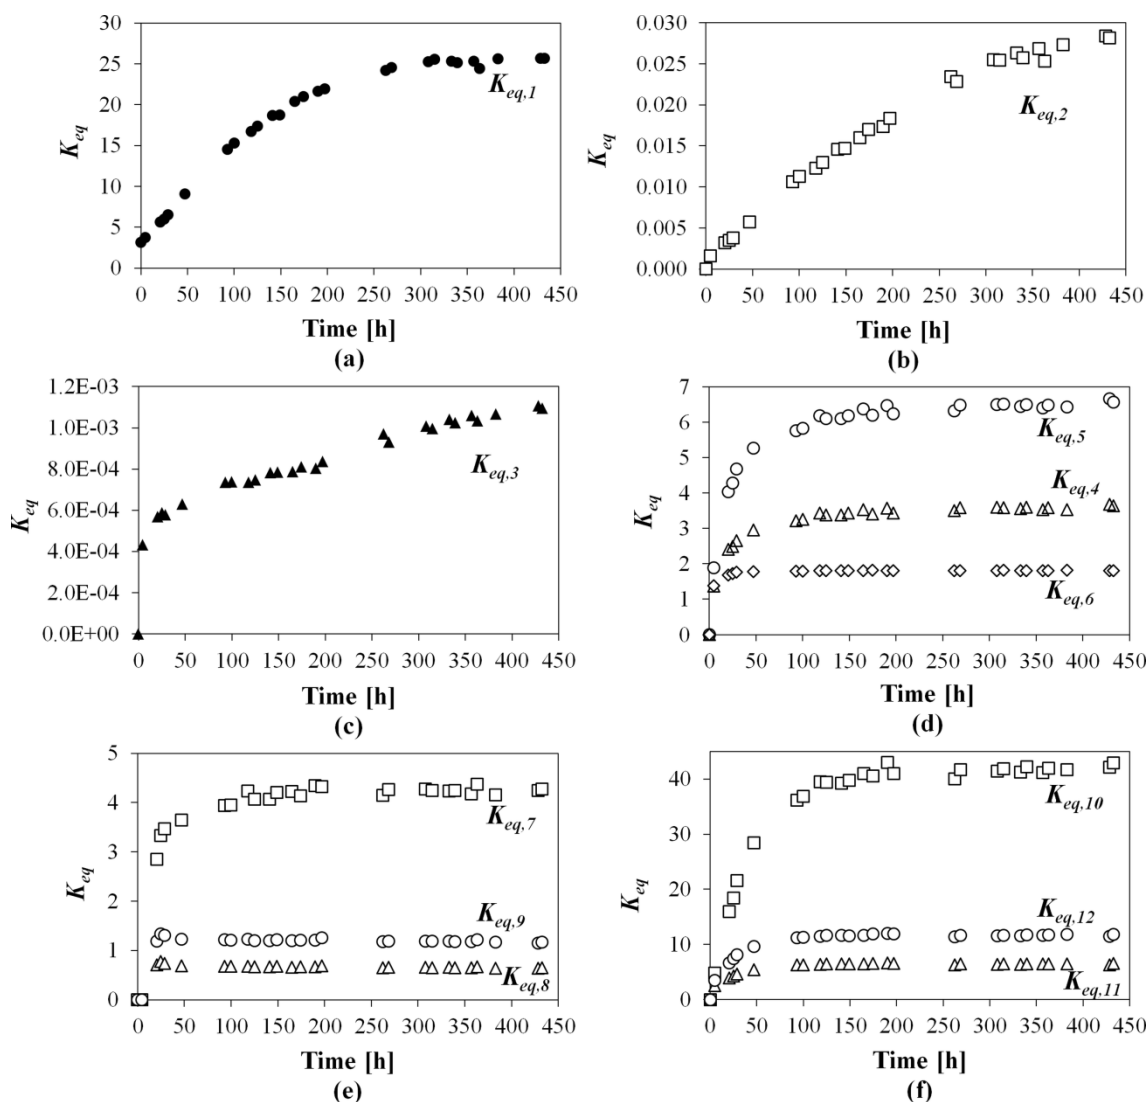 30
25
20
15
10
5
0
K_eq
K_eq,1
0 50 100 150 200 250 300 350 400 450
Time [h]
(a)
0.030
0.025
0.020
0.015
0.010
0.005
0.000
K_eq
K_eq,2
0 50 100 150 200 250 300 350 400 450
Time [h]
(b)
1.2E-03
1.0E-03
8.0E-04
6.0E-04
4.0E-04
2.0E-04
0.0E+00
K_eq
K_eq,3
0 50 100 150 200 250 300 350 400 450
Time [h]
(c)
7
6
5
4
3
2
1
0
K_eq
K_eq,5
K_eq,4
K_eq,6
0 50 100 150 200 250 300 350 400 450
Time [h]
(d)
5
4
3
2
1
0
K_eq
K_eq,7
K_eq,9
K_eq,8
0 50 100 150 200 250 300 350 400 450
Time [h]
(e)
40
30
20
10
0
K_eq
K_eq,10
K_eq,12
K_eq,11
0 50 100 150 200 250 300 350 400 450
Time [h]
(f)